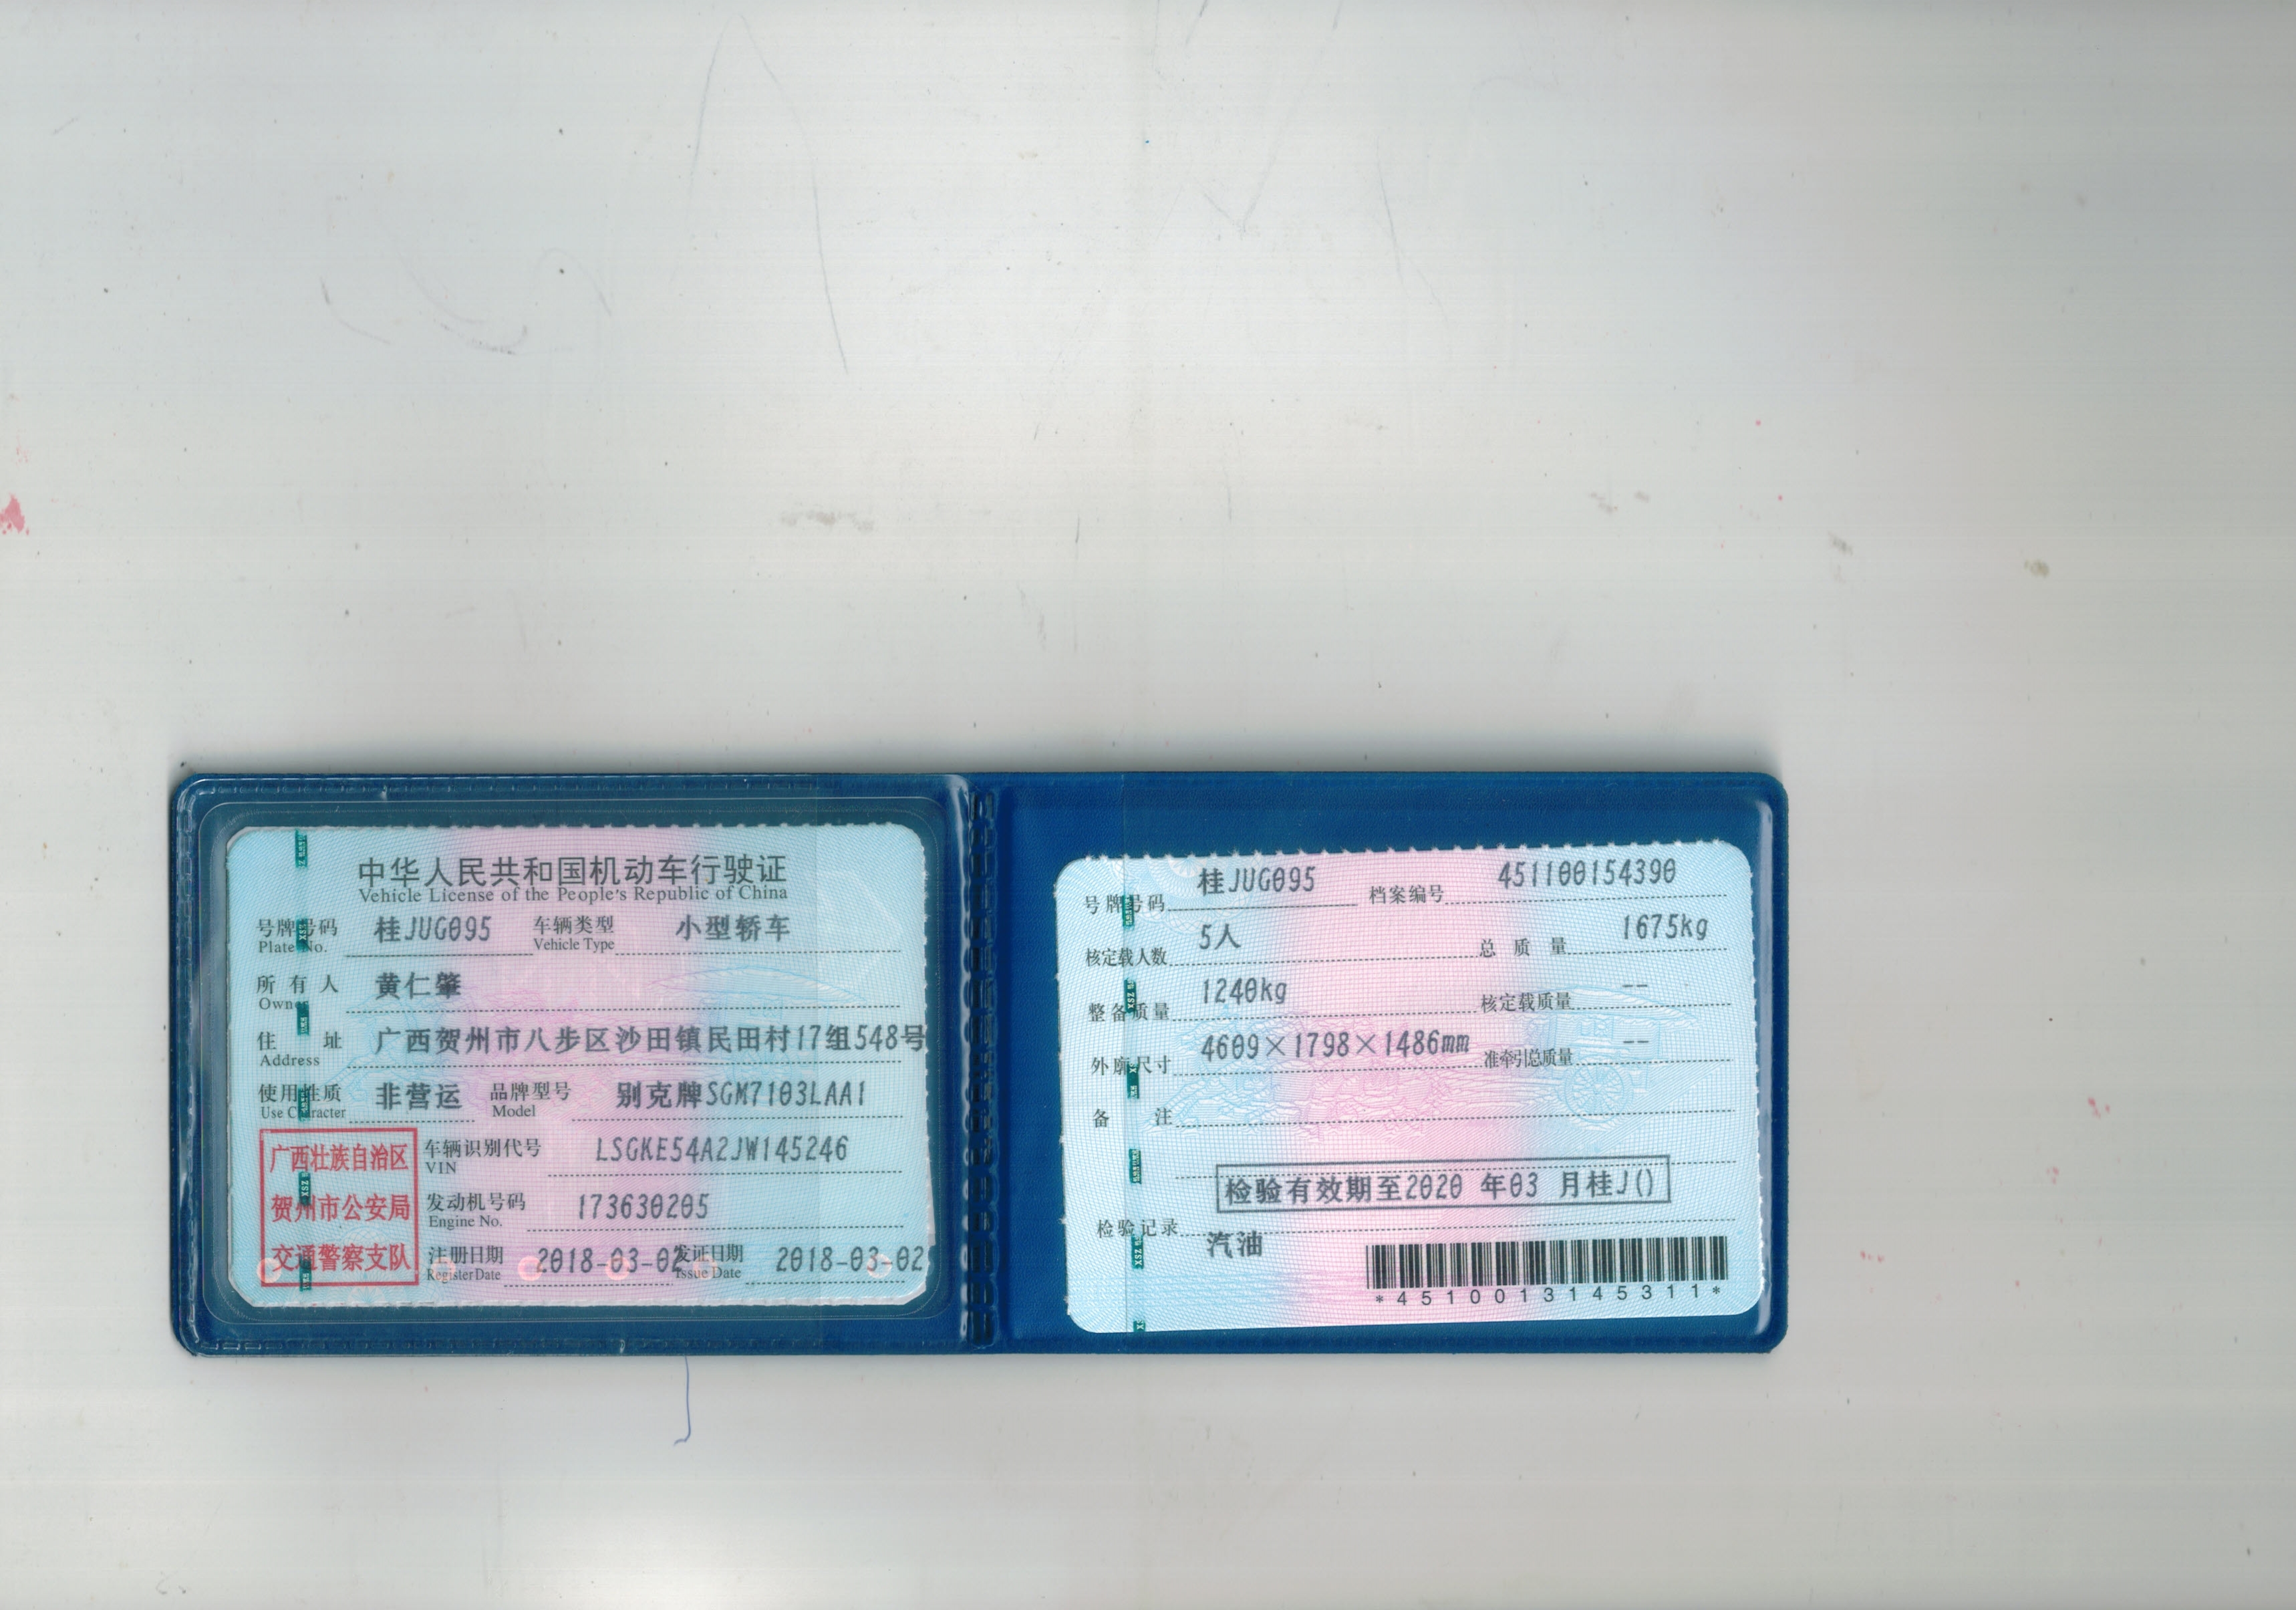 中华人民共和国机动车行驶证
Vehicle License of the People's Republic of China
号牌号码 桂JUG095 车辆类型 小型轿车
Plate No. Vehicle Type
所有人 黄仁肇
Owner
住址 广西贺州市八步区沙田镇民田村17组548号
Address
使用性质 非营运 品牌型号 别克牌SGM7103LAA1
Use Character Model
广西壮族自治区
贺州市公安局
交通警察支队
车辆识别代号 LSGKE54A2JW145246
VIN
发动机号码 173630205
Engine No.
注册日期 2018-03-02 发证日期 2018-03-02
Register Date Issue Date
号牌号码 桂JUG095 档案编号 451100154390
核定载人数 5人 总质量 1675kg
整备质量 1240kg 核定载质量 --
外廓尺寸 4609×1798×1486mm 准牵引总质量 --
备注
检验有效期至2020 年03 月桂J()
检验记录
汽油
*4510013145311*